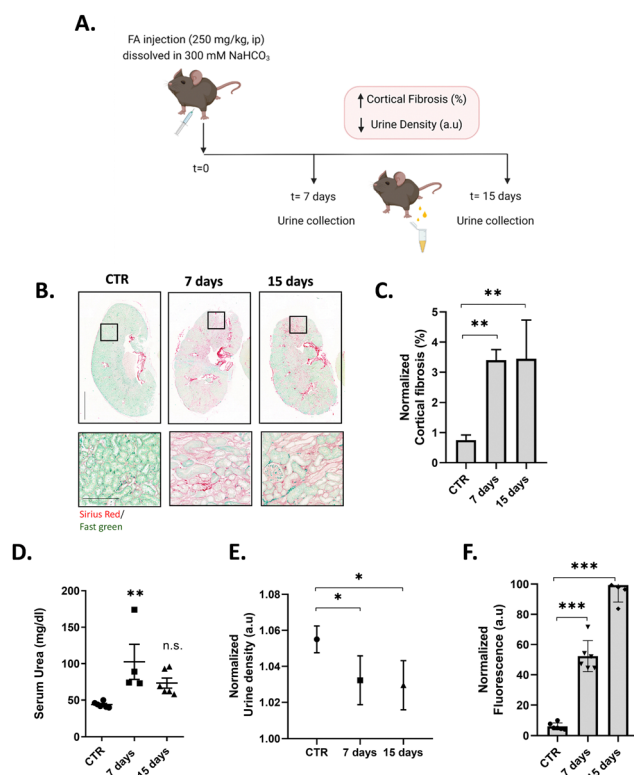 A.
FA injection (250 mg/kg, ip)
dissolved in 300 mM NaHCO₃
↑ Cortical Fibrosis (%)
↓ Urine Density (a.u)
t=0
t= 7 days
Urine collection
t= 15 days
Urine collection
B.
CTR
7 days
15 days
Sirius Red/
Fast green
C.
Normalized
Cortical fibrosis (%)
5
4
3
2
1
0
**
**
CTR
7 days
15 days
D.
Serum Urea (mg/dl)
200
150
100
50
0
**
n.s.
CTR
7 days
15 days
E.
Normalized
Urine density (a.u)
1.08
1.06
1.04
1.02
1.00
*
*
CTR
7 days
15 days
F.
Normalized
Fluorescence (a.u)
100
80
60
40
20
0
***
***
CTR
7 days
15 days